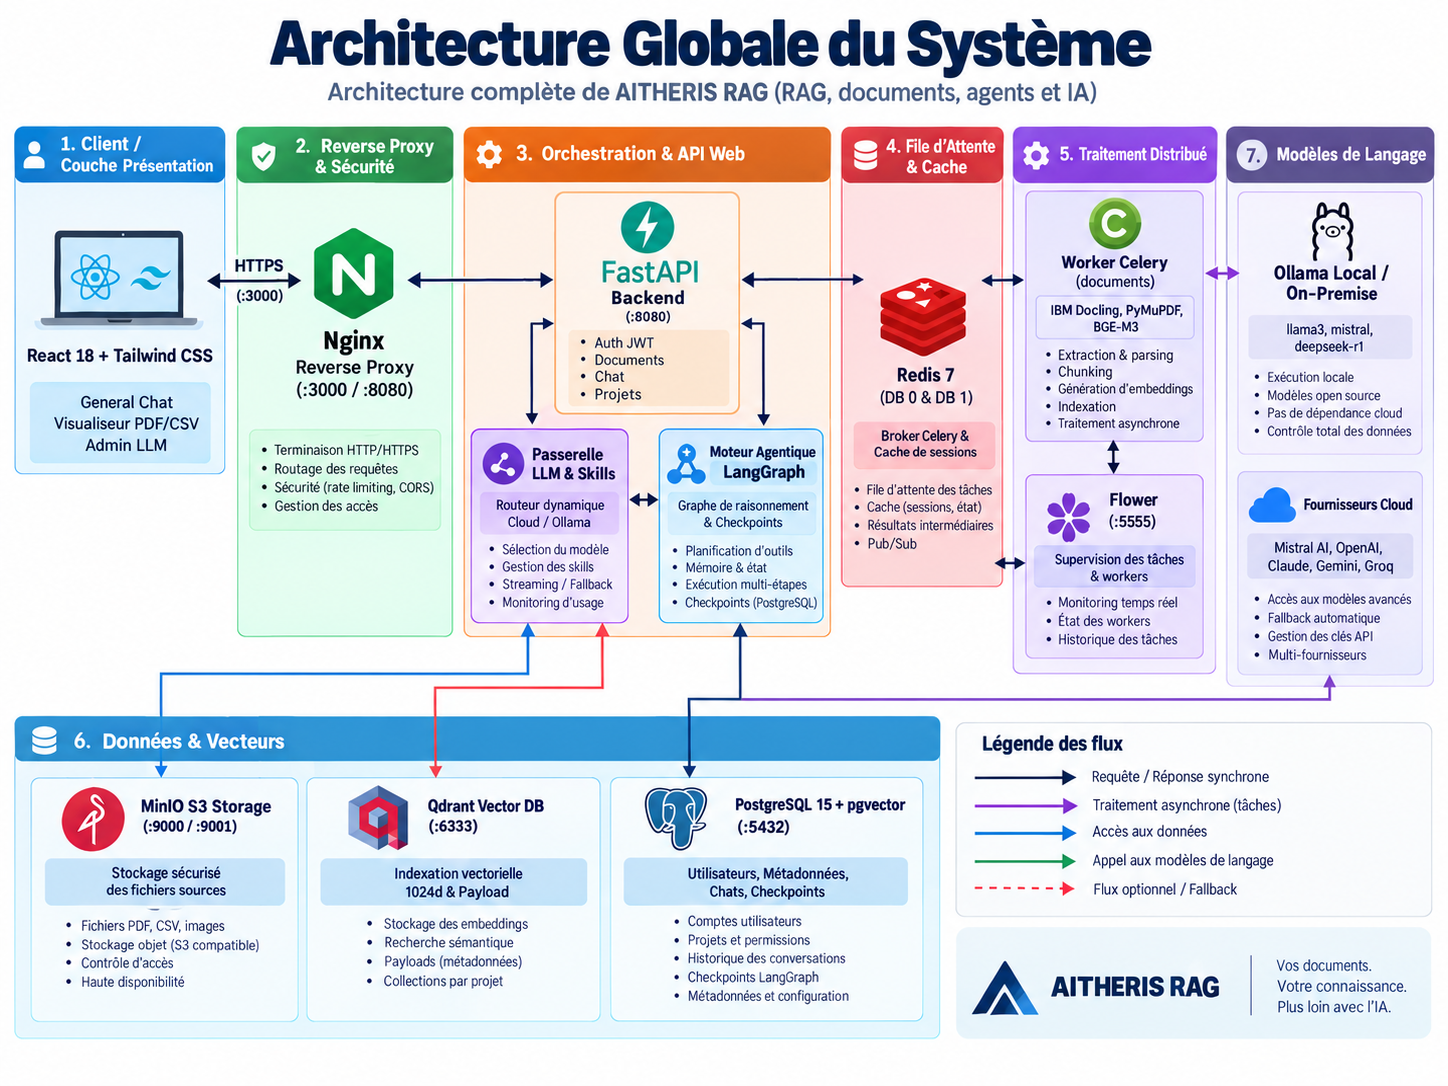 Architecture Globale du Système
Architecture complète de AITHERIS RAG (RAG, documents, agents et IA)
1. Client /
Couche Présentation
React 18 + Tailwind CSS
General Chat
Visualiseur PDF/CSV
Admin LLM
HTTPS
(:3000)
2. Reverse Proxy
& Sécurité
N
Nginx
Reverse Proxy
(:3000 / :8080)
• Terminaison HTTP/HTTPS
• Routage des requêtes
• Sécurité (rate limiting, CORS)
• Gestion des accès
3. Orchestration & API Web
FastAPI
Backend
(:8080)
• Auth JWT
• Documents
• Chat
• Projets
Passerelle
LLM & Skills
Routeur dynamique
Cloud / Ollama
• Sélection du modèle
• Gestion des skills
• Streaming / Fallback
• Monitoring d'usage
Moteur Agentique
LangGraph
Graphe de raisonnement
& Checkpoints
• Planification d'outils
• Mémoire & état
• Exécution multi-étapes
• Checkpoints (PostgreSQL)
4. File d'Attente
& Cache
Redis 7
(DB 0 & DB 1)
Broker Celery &
Cache de sessions
• File d'attente des tâches
• Cache (sessions, état)
• Résultats intermédiaires
• Pub/Sub
5. Traitement Distribué
C
Worker Celery
(documents)
IBM Docling, PyMuPDF,
BGE-M3
• Extraction & parsing
• Chunking
• Génération d'embeddings
• Indexation
• Traitement asynchrone
Flower
(:5555)
Supervision des tâches
& workers
• Monitoring temps réel
• État des workers
• Historique des tâches
7. Modèles de Langage
Ollama Local /
On-Premise
llama3, mistral,
deepseek-r1
• Exécution locale
• Modèles open source
• Pas de dépendance cloud
• Contrôle total des données
Fournisseurs Cloud
Mistral AI, OpenAI,
Claude, Gemini, Groq
• Accès aux modèles avancés
• Fallback automatique
• Gestion des clés API
• Multi-fournisseurs
6. Données & Vecteurs
MinIO S3 Storage
(:9000 / :9001)
Stockage sécurisé
des fichiers sources
• Fichiers PDF, CSV, images
• Stockage objet (S3 compatible)
• Contrôle d'accès
• Haute disponibilité
Qdrant Vector DB
(:6333)
Indexation vectorielle
1024d & Payload
• Stockage des embeddings
• Recherche sémantique
• Payloads (métadonnées)
• Collections par projet
PostgreSQL 15 + pgvector
(:5432)
Utilisateurs, Métadonnées,
Chats, Checkpoints
• Comptes utilisateurs
• Projets et permissions
• Historique des conversations
• Checkpoints LangGraph
• Métadonnées et configuration
Légende des flux
Requête / Réponse synchrone
Traitement asynchrone (tâches)
Accès aux données
Appel aux modèles de langage
Flux optionnel / Fallback
AITHERIS RAG
Vos documents.
Votre connaissance.
Plus loin avec l'IA.